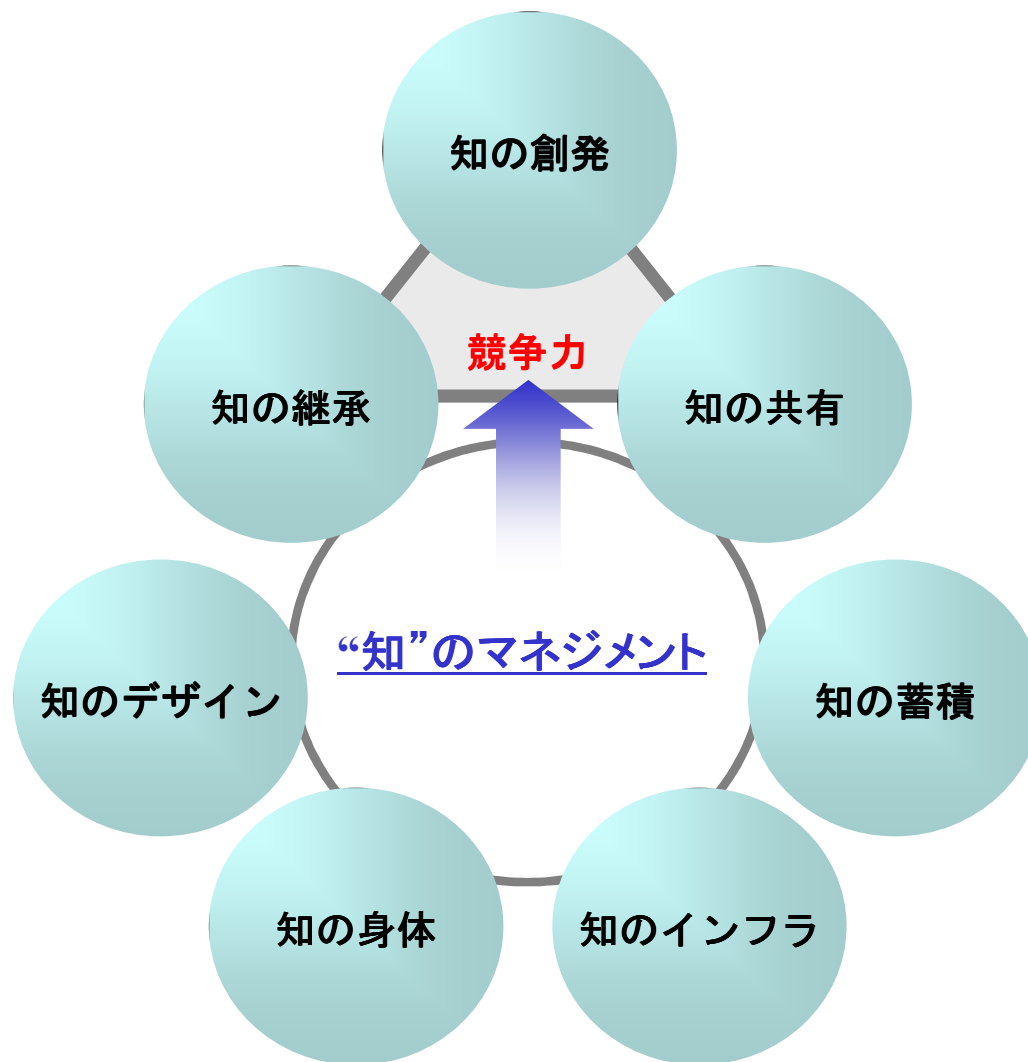 知の創発
競争力
知の継承
知の共有
“知”のマネジメント
知のデザイン
知の蓄積
知の身体
知のインフラ